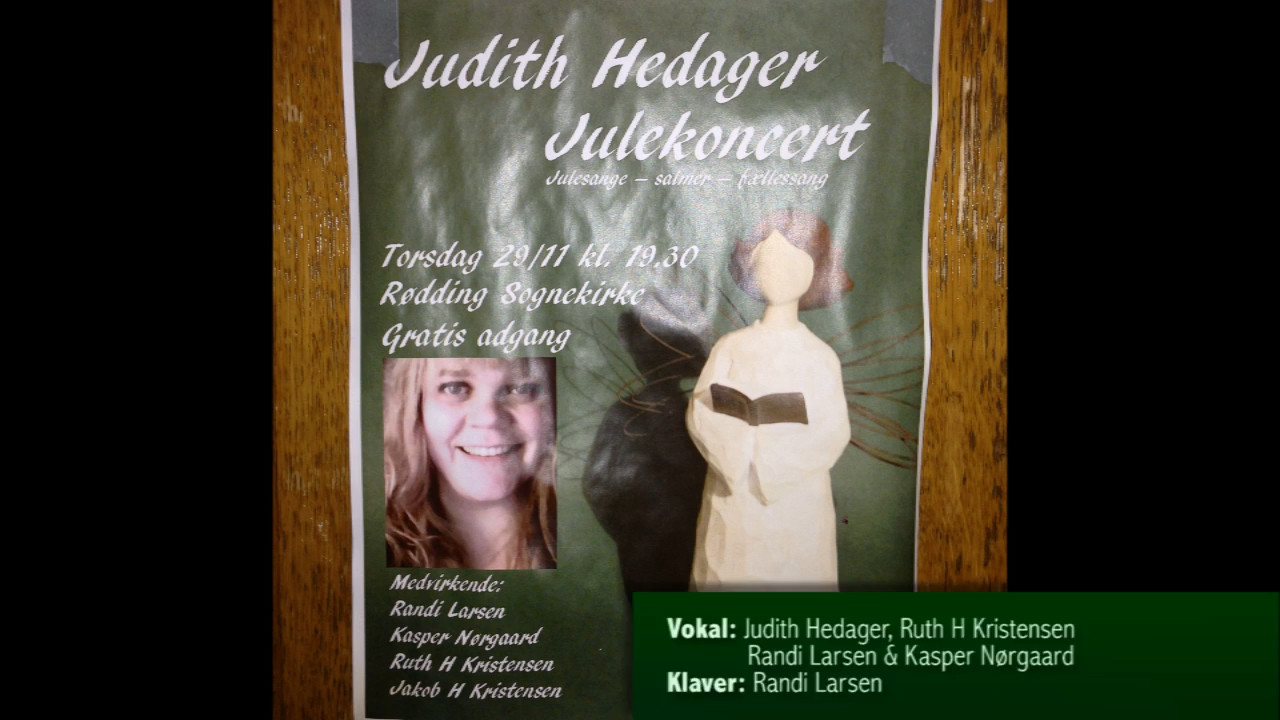 Judith Hedager
Julekoncert
Julesange – salmer – fællessang
Torsdag 29/11 kl. 19.30
Rødding Sognekirke
Gratis adgang
Medvirkende:
Randi Larsen
Kasper Nørgaard
Ruth H Kristensen
Jakob H Kristensen
Vokal: Judith Hedager, Ruth H Kristensen
Randi Larsen & Kasper Nørgaard
Klaver: Randi Larsen